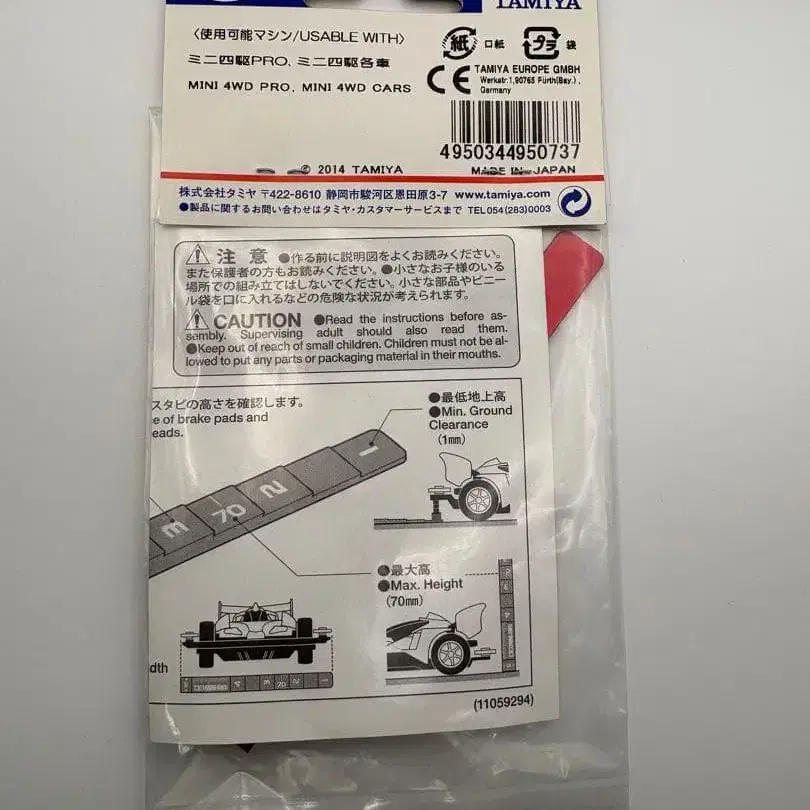 TAMIYA
〈使用可能マシン/USABLE WITH〉
ミニ四駆PRO、ミニ四駆各車
MINI 4WD PRO, MINI 4WD CARS
紙 口紙 プラ 袋
CE TAMIYA EUROPE GMBH
Werkstr.1,90765 Fürth(Bay.),
Germany
4950344950737
© 2014 TAMIYA
MADE IN JAPAN
株式会社タミヤ 〒422-8610 静岡市駿河区恩田原3-7 www.tamiya.com
●製品に関するお問い合わせはタミヤ・カスタマーサービスまで TEL054(283)0003
注 意 ●作る前に説明図をよくお読みください。
また保護者の方もお読みください。●小さなお子様のいる
場所での組み立てはしないでください。小さな部品やビニー
ル袋を口に入れるなどの危険な状況が考えられます。
CAUTION ●Read the instructions before as-
sembly. Supervising adult should also read them.
●Keep out of reach of small children. Children must not be al-
lowed to put any parts or packaging material in their mouths.
スタビの高さを確認します。
e of brake pads and
eads.
●最低地上高
●Min. Ground
Clearance
(1mm)
1
2
70
3
●最大高
●Max. Height
(70mm)
dth
4 3 70 2 1
(11059294)